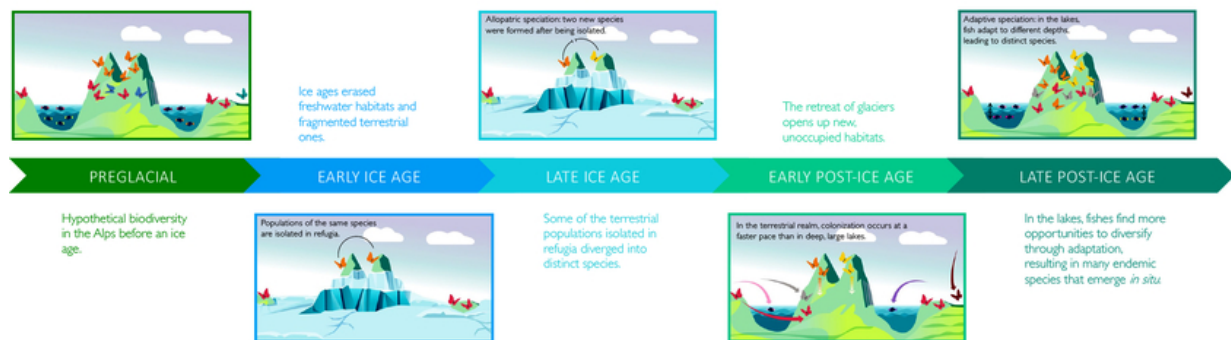 Allopatric speciation: two new species
were formed after being isolated.
Adaptive speciation: in the lakes,
fish adapt to different depths,
leading to distinct species.
Ice ages erased
freshwater habitats and
fragmented terrestrial
ones.
The retreat of glaciers
opens up new,
unoccupied habitats.
PREGLACIAL
EARLY ICE AGE
LATE ICE AGE
EARLY POST-ICE AGE
LATE POST-ICE AGE
Hypothetical biodiversity
in the Alps before an ice
age.
Populations of the same species
are isolated in refugia.
Some of the terrestrial
populations isolated in
refugia diverged into
distinct species.
In the terrestrial realm, colonization occurs at a
faster pace than in deep, large lakes.
In the lakes, fishes find more
opportunities to diversify
through adaptation,
resulting in many endemic
species that emerge in situ.